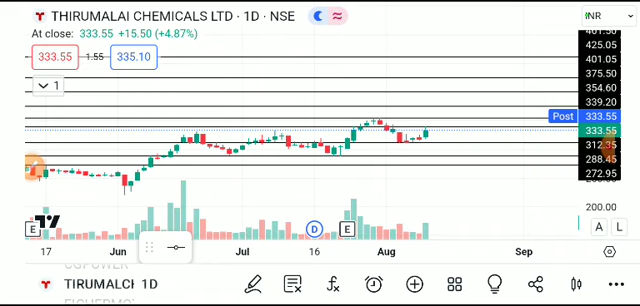 THIRUMALAI CHEMICALS LTD · 1D · NSE
INR
At close: 333.55 +15.50 (+4.87%)
461.50
425.05
333.55 1.55 335.10
401.05
375.50
1
354.60
339.20
Post 333.55
333.55
312.35
288.45
272.95
200.00
E D E A L
17 Jun Jul 16 Aug Sep
CGPOWER
TIRUMALCH 1D